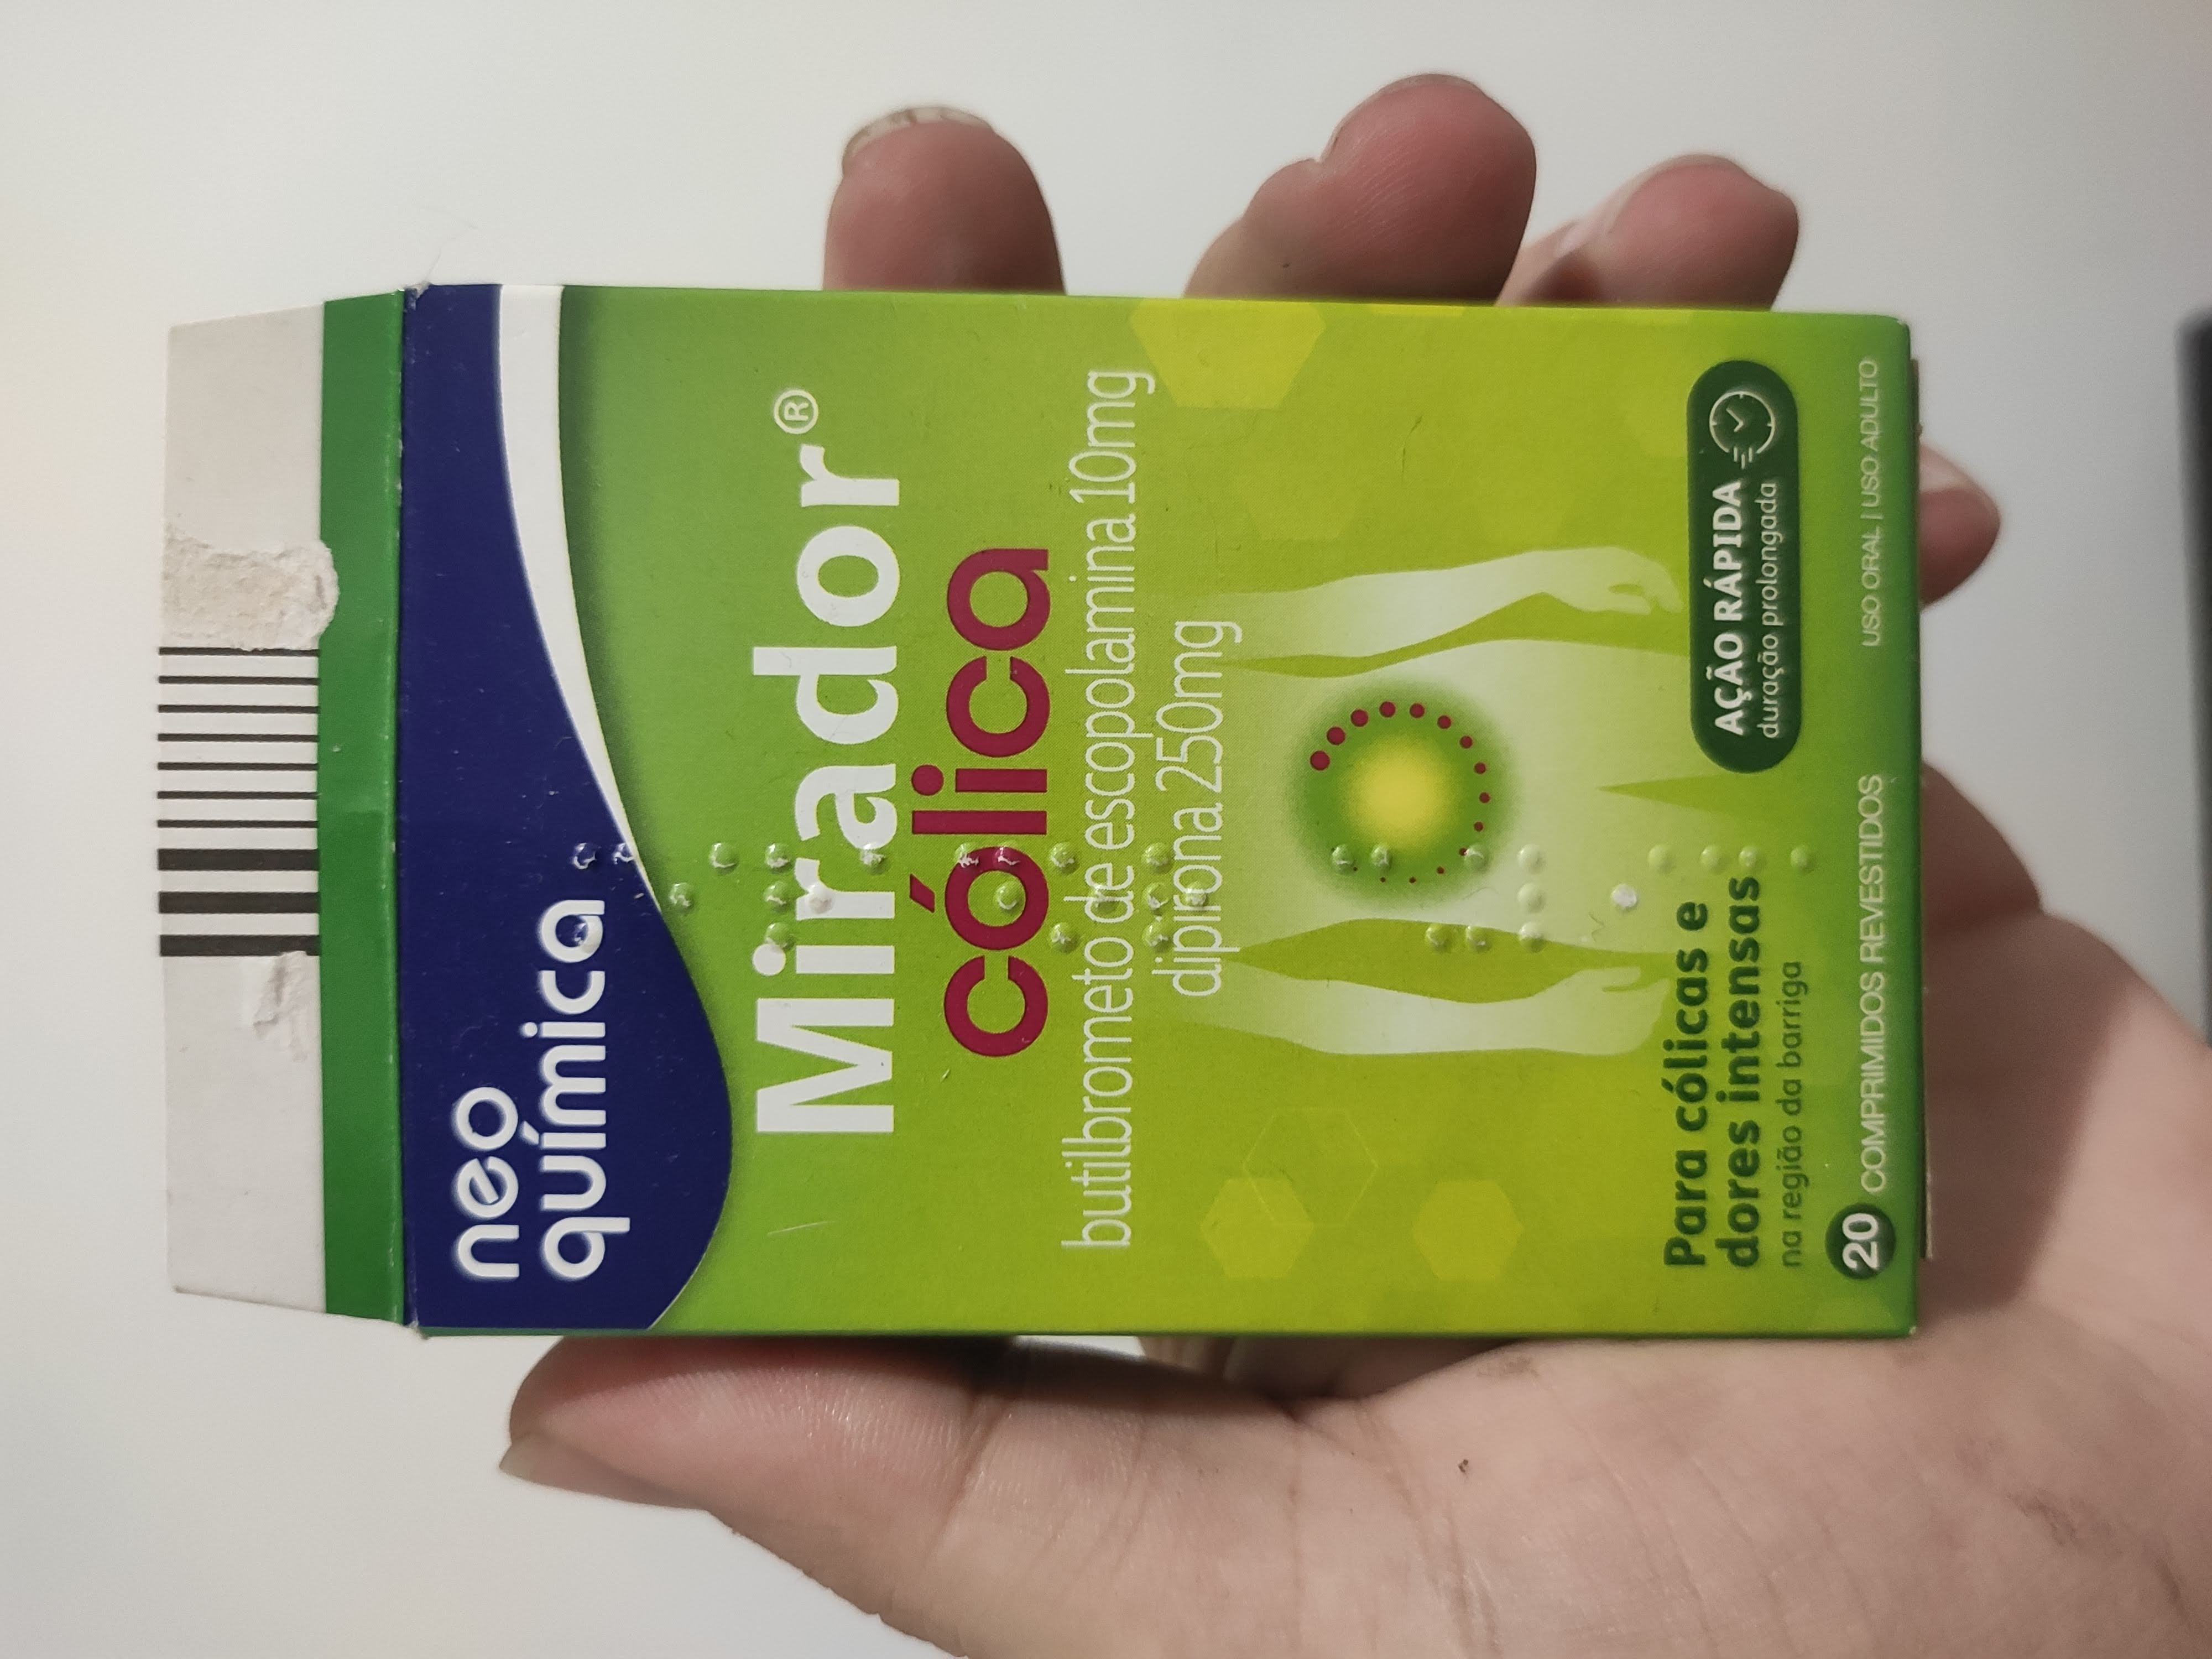 neo
química
Mirador®
cólica
butilbrometo de escopolamina 10mg
dipirona 250mg
Para cólicas e
dores intensas
na região da barriga
AÇÃO RÁPIDA
duração prolongada
20 COMPRIMIDOS REVESTIDOS
USO ORAL | USO ADULTO